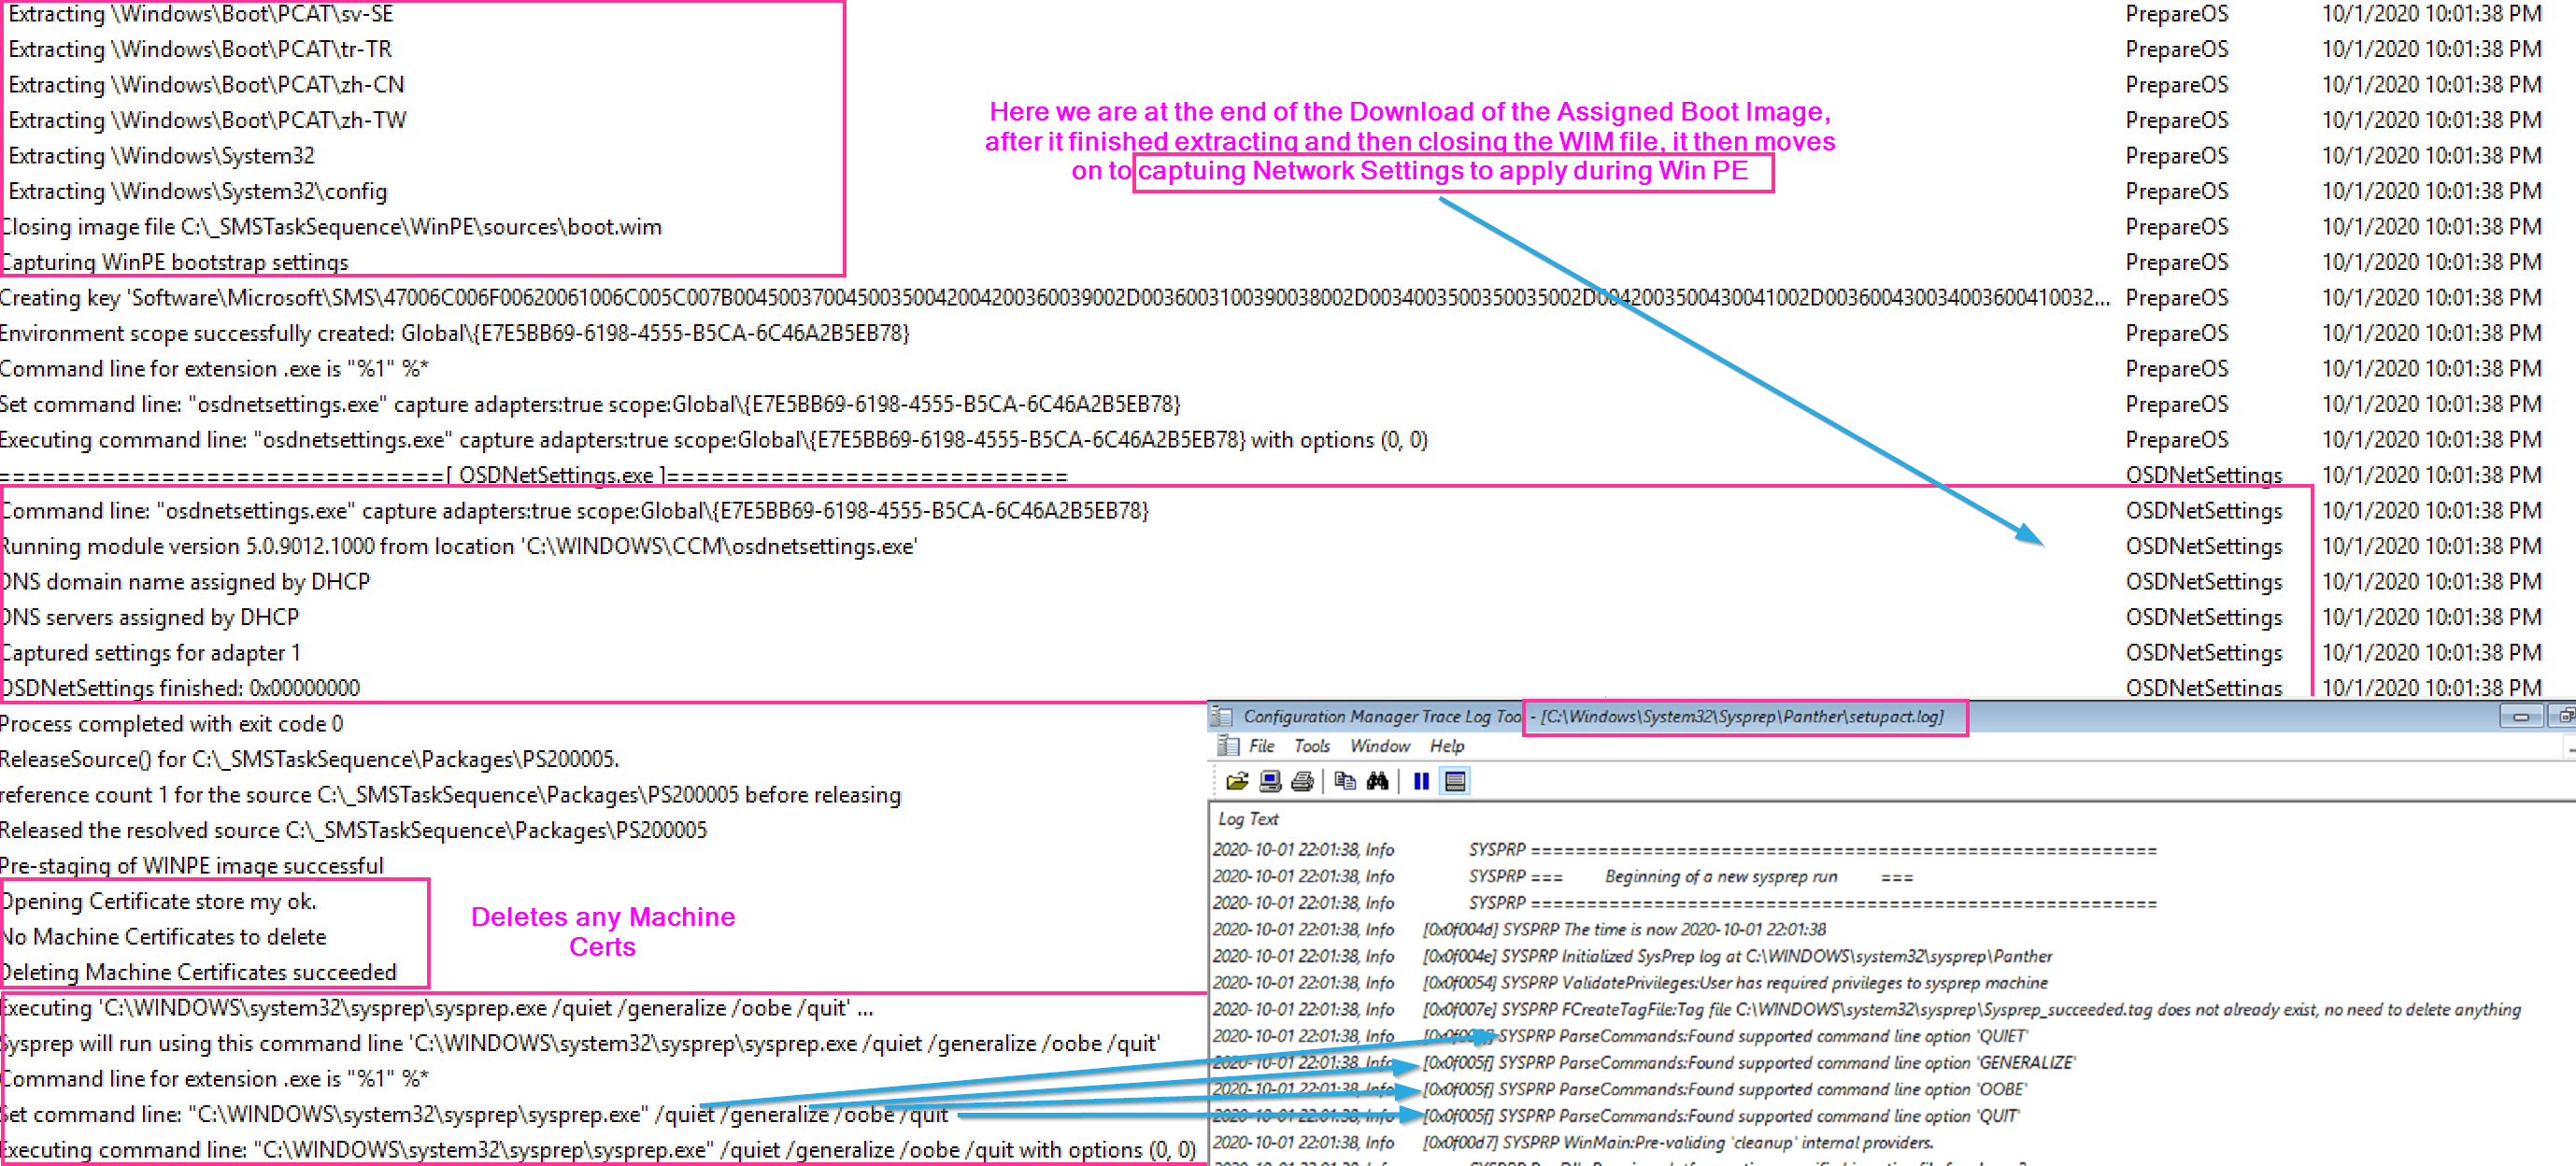 Extracting \Windows\Boot\PCAT\sv-SE PrepareOS 10/1/2020 10:01:38 PM
Extracting \Windows\Boot\PCAT\tr-TR PrepareOS 10/1/2020 10:01:38 PM
Extracting \Windows\Boot\PCAT\zh-CN PrepareOS 10/1/2020 10:01:38 PM
Extracting \Windows\Boot\PCAT\zh-TW PrepareOS 10/1/2020 10:01:38 PM
Extracting \Windows\System32 PrepareOS 10/1/2020 10:01:38 PM
Extracting \Windows\System32\config PrepareOS 10/1/2020 10:01:38 PM
Closing image file C:\_SMSTaskSequence\WinPE\sources\boot.wim PrepareOS 10/1/2020 10:01:38 PM
Capturing WinPE bootstrap settings PrepareOS 10/1/2020 10:01:38 PM
Here we are at the end of the Download of the Assigned Boot Image,
after it finished extracting and then closing the WIM file, it then moves
on to captuing Network Settings to apply during Win PE
Creating key 'Software\Microsoft\SMS\47006C006F00620061006C005C007B004500370045003500420042003600390 02D0036003100390038002D0034003500350035002D00420035004300410 02D0036004300340036004100 32... PrepareOS 10/1/2020 10:01:38 PM
Environment scope successfully created: Global\{E7E5BB69-6198-4555-B5CA-6C46A2B5EB78} PrepareOS 10/1/2020 10:01:38 PM
Command line for extension .exe is "%1" %* PrepareOS 10/1/2020 10:01:38 PM
Set command line: "osdnetsettings.exe" capture adapters:true scope:Global\{E7E5BB69-6198-4555-B5CA-6C46A2B5EB78} PrepareOS 10/1/2020 10:01:38 PM
Executing command line: "osdnetsettings.exe" capture adapters:true scope:Global\{E7E5BB69-6198-4555-B5CA-6C46A2B5EB78} with options (0, 0) PrepareOS 10/1/2020 10:01:38 PM
==============================[ OSDNetSettings.exe ]=========================== OSDNetSettings 10/1/2020 10:01:38 PM
Command line: "osdnetsettings.exe" capture adapters:true scope:Global\{E7E5BB69-6198-4555-B5CA-6C46A2B5EB78} OSDNetSettings 10/1/2020 10:01:38 PM
Running module version 5.0.9012.1000 from location 'C:\WINDOWS\CCM\osdnetsettings.exe' OSDNetSettings 10/1/2020 10:01:38 PM
DNS domain name assigned by DHCP OSDNetSettings 10/1/2020 10:01:38 PM
DNS servers assigned by DHCP OSDNetSettings 10/1/2020 10:01:38 PM
Captured settings for adapter 1 OSDNetSettings 10/1/2020 10:01:38 PM
OSDNetSettings finished: 0x00000000 OSDNetSettings 10/1/2020 10:01:38 PM
Process completed with exit code 0
ReleaseSource() for C:\_SMSTaskSequence\Packages\PS200005.
reference count 1 for the source C:\_SMSTaskSequence\Packages\PS200005 before releasing
Released the resolved source C:\_SMSTaskSequence\Packages\PS200005
Pre-staging of WINPE image successful
Opening Certificate store my ok.
No Machine Certificates to delete
Deleting Machine Certificates succeeded
Deletes any Machine
Certs
Executing 'C:\WINDOWS\system32\sysprep\sysprep.exe /quiet /generalize /oobe /quit' ...
Sysprep will run using this command line 'C:\WINDOWS\system32\sysprep\sysprep.exe /quiet /generalize /oobe /quit'
Command line for extension .exe is "%1" %*
Set command line: "C:\WINDOWS\system32\sysprep\sysprep.exe" /quiet /generalize /oobe /quit
Executing command line: "C:\WINDOWS\system32\sysprep\sysprep.exe" /quiet /generalize /oobe /quit with options (0, 0)
Configuration Manager Trace Log Tool - [C:\Windows\System32\Sysprep\Panther\setupact.log]
File Tools Window Help
Log Text
2020-10-01 22:01:38, Info SYSPRP ========================================================
2020-10-01 22:01:38, Info SYSPRP === Beginning of a new sysprep run ===
2020-10-01 22:01:38, Info SYSPRP ========================================================
2020-10-01 22:01:38, Info [0x0f004d] SYSPRP The time is now 2020-10-01 22:01:38
2020-10-01 22:01:38, Info [0x0f004e] SYSPRP Initialized SysPrep log at C:\WINDOWS\system32\sysprep\Panther
2020-10-01 22:01:38, Info [0x0f0054] SYSPRP ValidatePrivileges:User has required privileges to sysprep machine
2020-10-01 22:01:38, Info [0x0f007e] SYSPRP FCreateTagFile:Tag file C:\WINDOWS\system32\sysprep\Sysprep_succeeded.tag does not already exist, no need to delete anything
2020-10-01 22:01:38, Info SYSPRP ParseCommands:Found supported command line option 'QUIET'
2020-10-01 22:01:38, Info [0x0f005f] SYSPRP ParseCommands:Found supported command line option 'GENERALIZE'
2020-10-01 22:01:38, Info [0x0f005f] SYSPRP ParseCommands:Found supported command line option 'OOBE'
2020-10-01 22:01:38, Info [0x0f005f] SYSPRP ParseCommands:Found supported command line option 'QUIT'
2020-10-01 22:01:38, Info [0x0f00d7] SYSPRP WinMain:Pre-validating 'cleanup' internal providers.